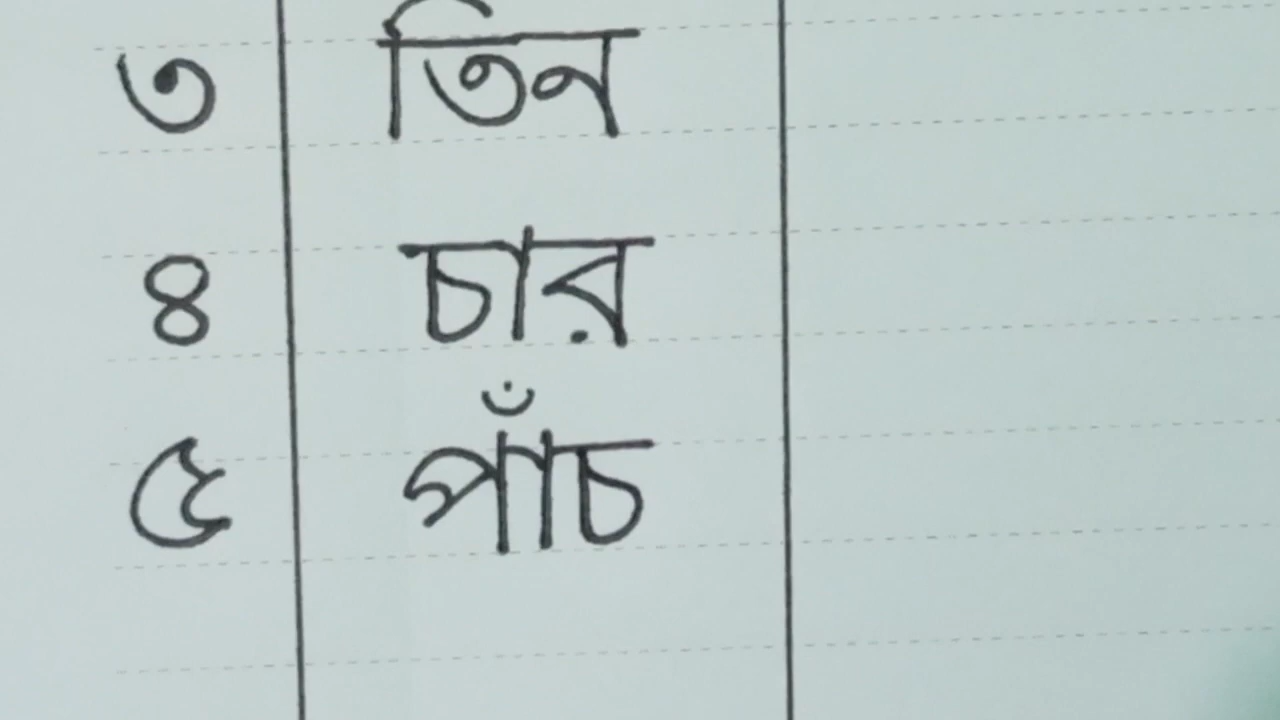 ৩ তিন
৪ চার
৫ পাঁচ